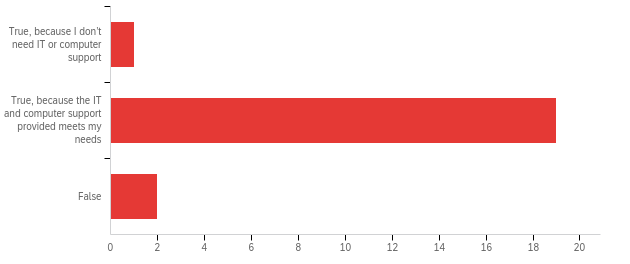 True, because I don't
need IT or computer
support
True, because the IT
and computer support
provided meets my
needs
False
0 2 4 6 8 10 12 14 16 18 20